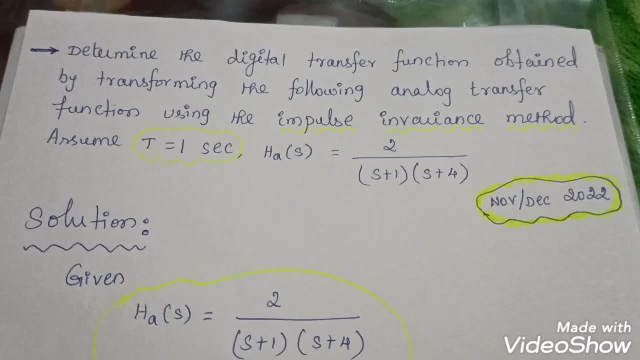 → Determine the digital transfer function obtained
by transforming the following analog transfer
function using the impulse invariance method.
Assume T = 1 sec, Ha(s) = 2 / (S+1)(S+4)
NOV/DEC 2022
Solution:
Given
Ha(s) = 2 / (S+1) (S+4)
Made with
VideoShow